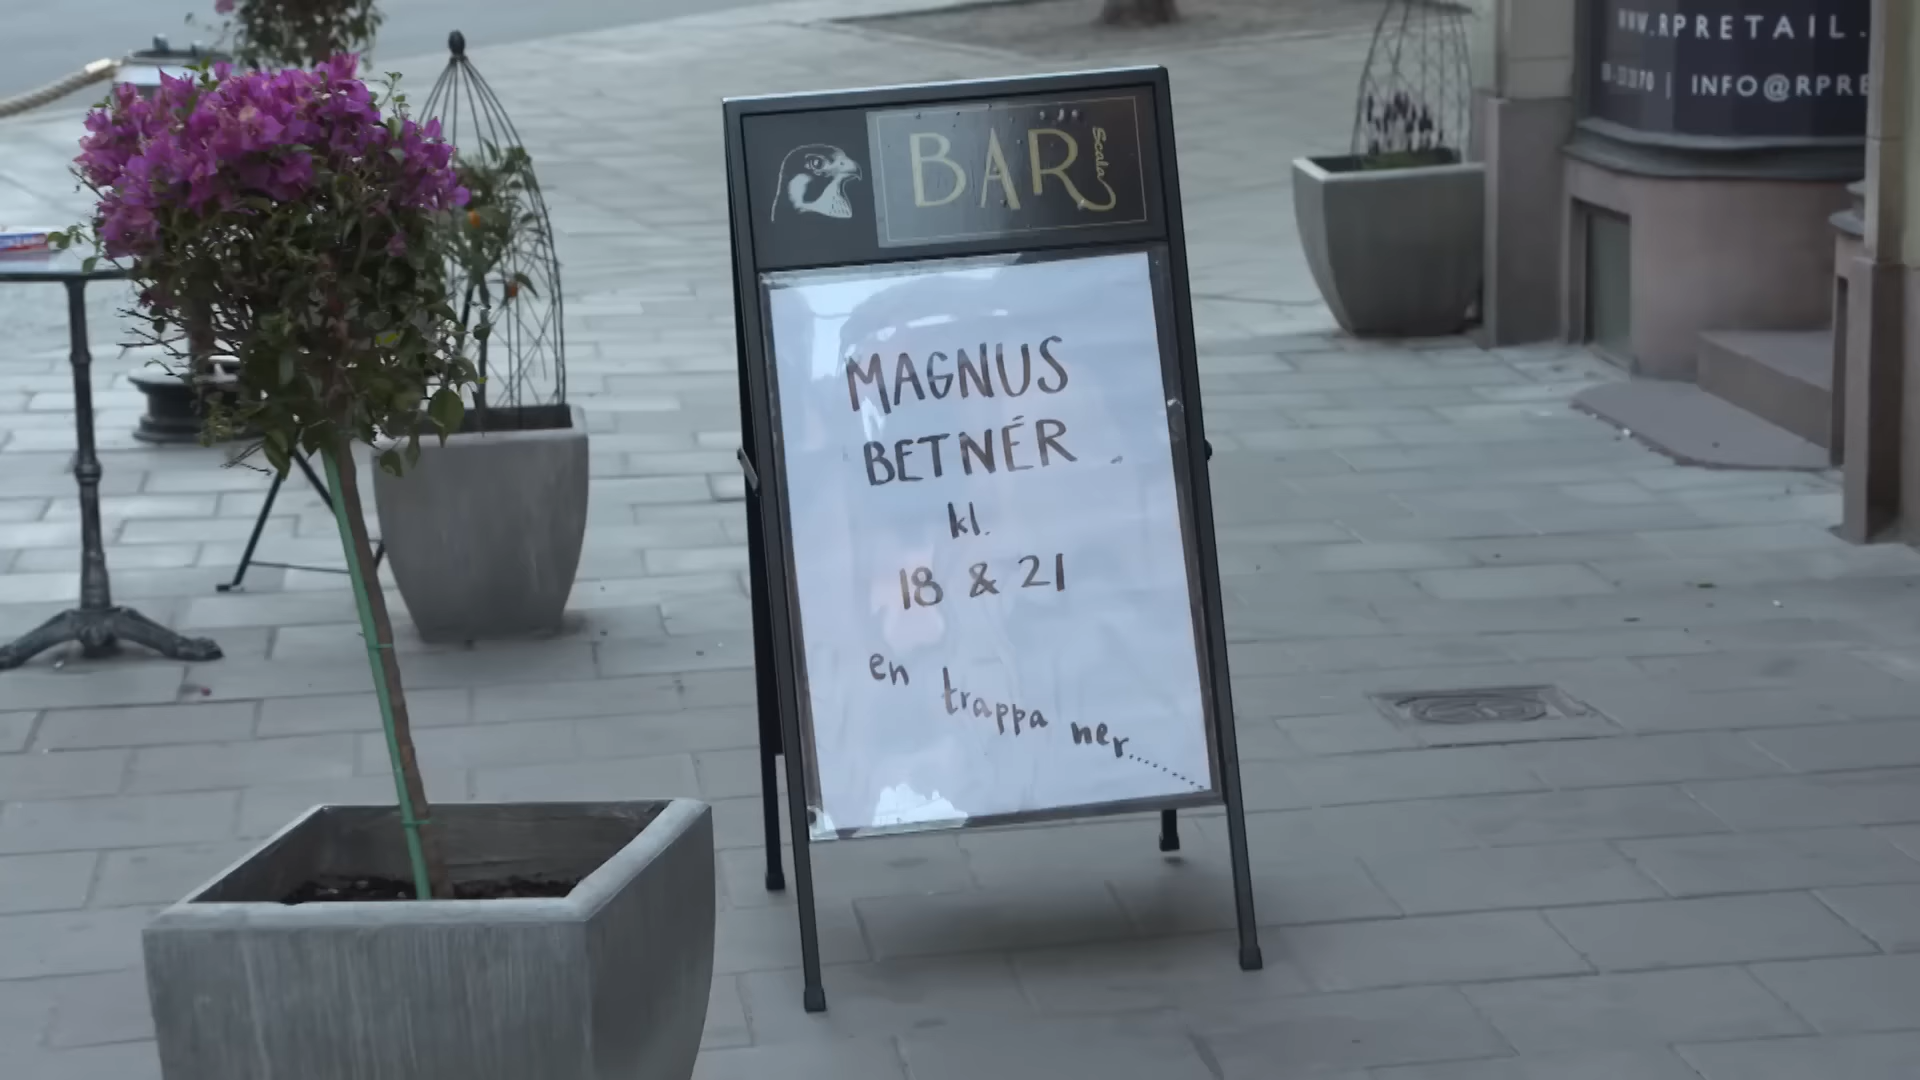 BAR Scala
MAGNUS
BETNÉR
kl.
18 & 21
en trappa ner........
WWW.RPRETAIL.
INFO@RPRE